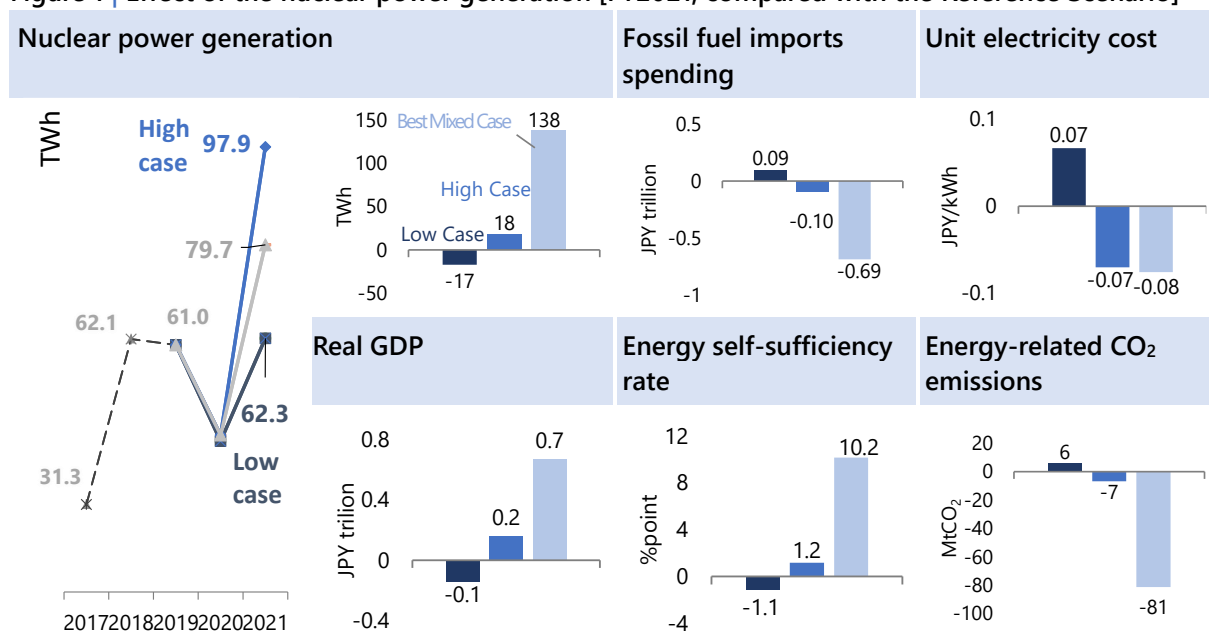 Nuclear power generation
Fossil fuel imports
spending
Unit electricity cost
TWh
High
case
97.9
79.7
62.1
61.0
31.3
62.3
Low
case
2017 2018 2019 2020 2021
150
100
50
0
-50
TWh
Best Mixed Case
138
High Case
18
Low Case
-17
0.5
0
-0.5
-1
JPY trillion
0.09
-0.10
-0.69
0.1
0
-0.1
JPY/kWh
0.07
-0.07
-0.08
Real GDP
Energy self-sufficiency
rate
Energy-related CO₂
emissions
0.8
0.4
0
-0.4
JPY trilion
-0.1
0.2
0.7
12
8
4
0
-4
%point
-1.1
1.2
10.2
20
0
-20
-40
-60
-80
-100
MtCO₂
6
-7
-81